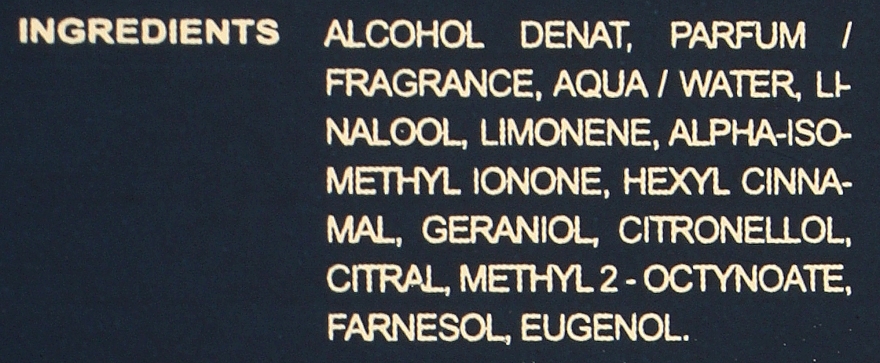 INGREDIENTS ALCOHOL DENAT, PARFUM /
FRAGRANCE, AQUA / WATER, LI-
NALOOL, LIMONENE, ALPHA-ISO-
METHYL IONONE, HEXYL CINNA-
MAL, GERANIOL, CITRONELLOL,
CITRAL, METHYL 2 - OCTYNOATE,
FARNESOL, EUGENOL.